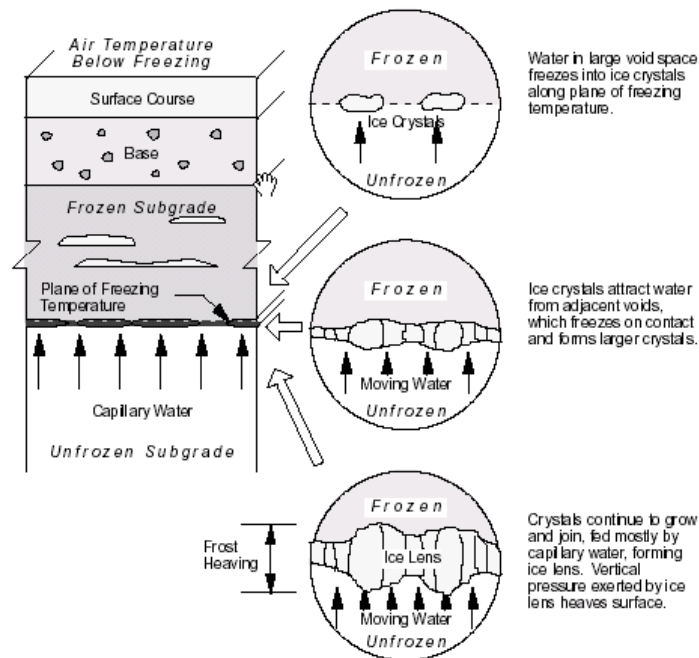 Air Temperature
Below Freezing
Surface Course
Base
Frozen Subgrade
Plane of Freezing
Temperature
Capillary Water
Unfrozen Subgrade
Frozen
Ice Crystals
Unfrozen
Water in large void space
freezes into ice crystals
along plane of freezing
temperature.
Frozen
Moving Water
Unfrozen
Ice crystals attract water
from adjacent voids,
which freezes on contact
and forms larger crystals.
Frost
Heaving
Frozen
Ice Lens
Moving Water
Unfrozen
Crystals continue to grow
and join, fed mostly by
capillary water, forming
ice lens. Vertical
pressure exerted by ice
lens heaves surface.